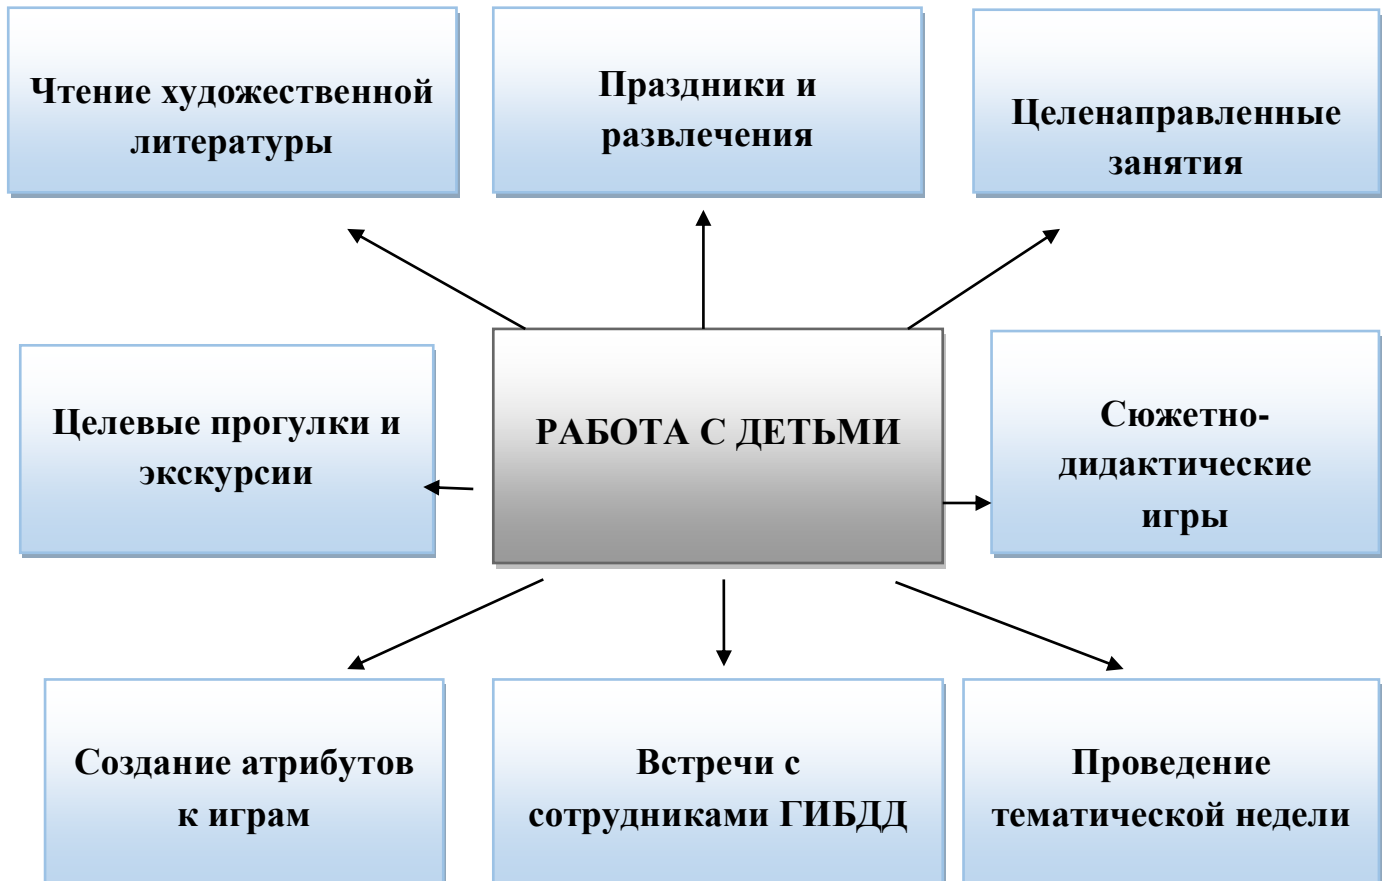 Чтение художественной
литературы
Праздники и
развлечения
Целенаправленные
занятия
Целевые прогулки и
экскурсии
РАБОТА С ДЕТЬМИ
Сюжетно-
дидактические
игры
Создание атрибутов
к играм
Встречи с
сотрудниками ГИБДД
Проведение
тематической недели